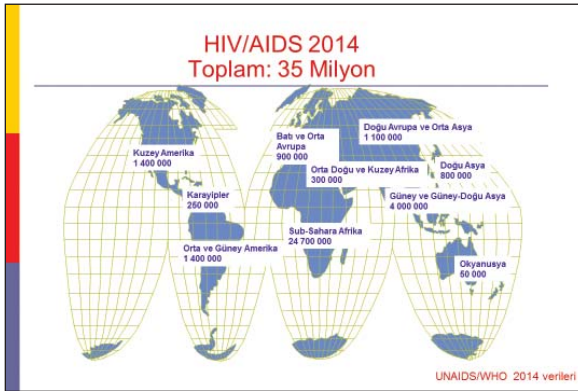 HIV/AIDS 2014
Toplam: 35 Milyon
Kuzey Amerika
1 400 000
Karayipler
250 000
Orta ve Güney Amerika
1 400 000
Batı ve Orta
Avrupa
900 000
Doğu Avrupa ve Orta Asya
1 100 000
Orta Doğu ve Kuzey Afrika
300 000
Doğu Asya
800 000
Güney ve Güney-Doğu Asya
4 000 000
Sub-Sahara Afrika
24 700 000
Okyanusya
50 000
UNAIDS/WHO 2014 verileri